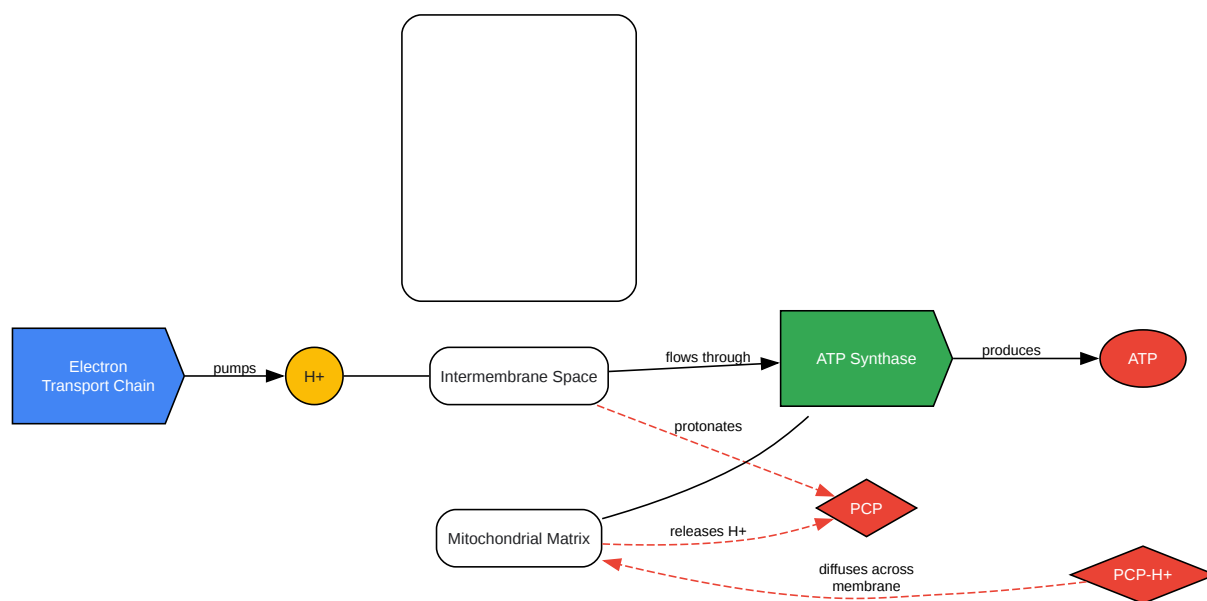 Electron
Transport Chain
pumps
H+
Intermembrane Space
flows through
ATP Synthase
produces
ATP
protonates
PCP
Mitochondrial Matrix
releases H+
diffuses across
membrane
PCP-H+